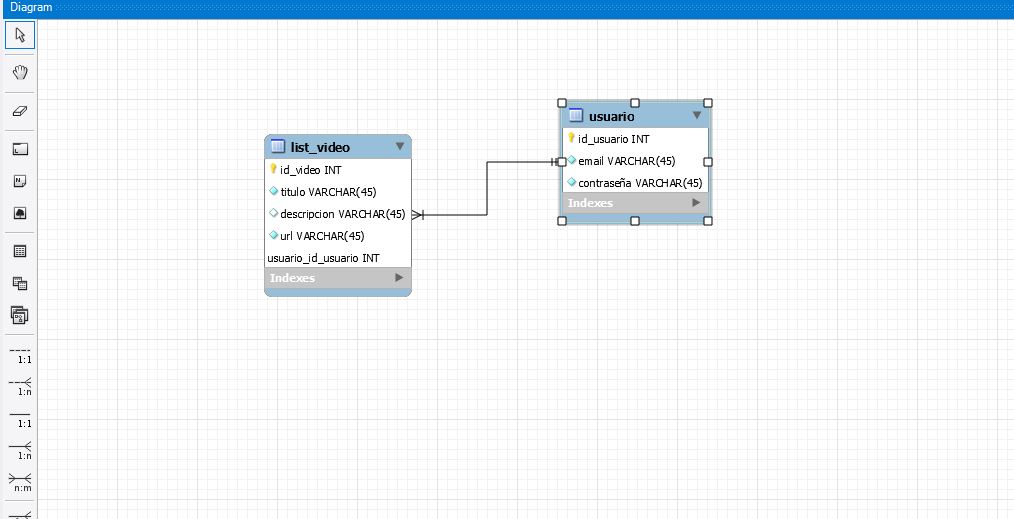 Diagram
list_video
id_video INT
titulo VARCHAR(45)
descripcion VARCHAR(45)
url VARCHAR(45)
usuario_id_usuario INT
Indexes
usuario
id_usuario INT
email VARCHAR(45)
contraseña VARCHAR(45)
Indexes
1:1
1:n
1:1
1:n
n:m